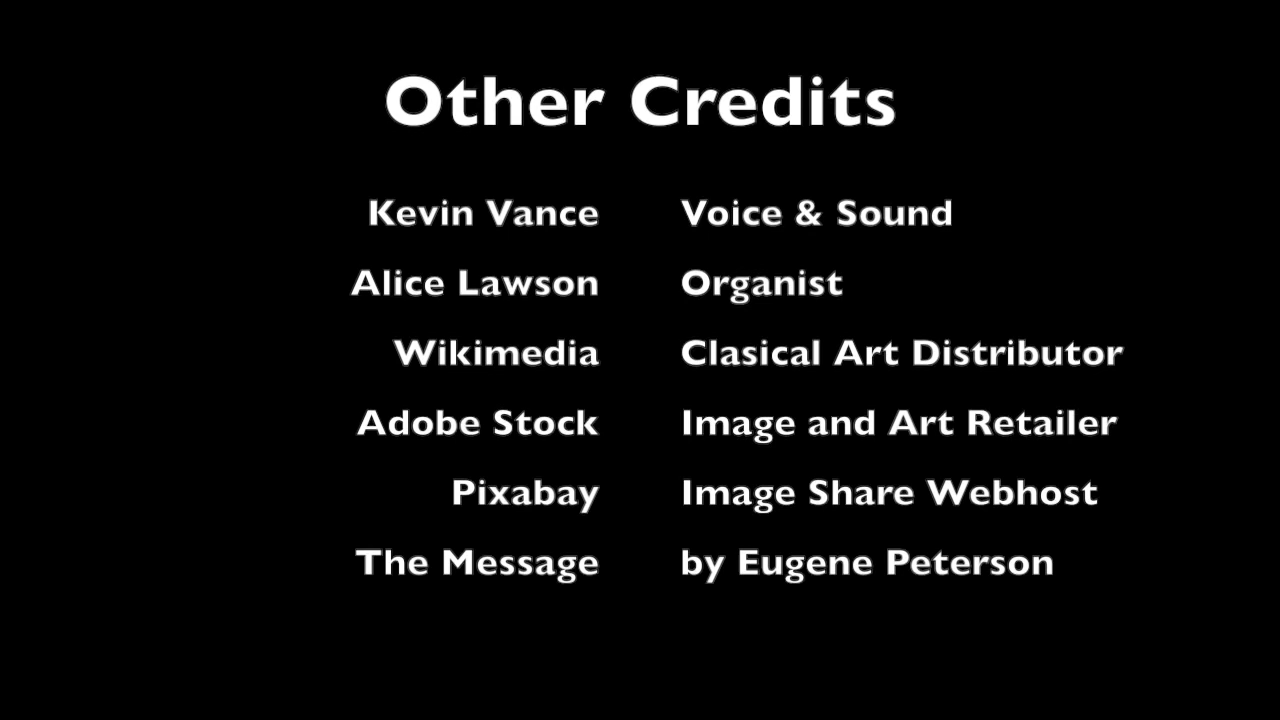 Other Credits
Kevin Vance Voice & Sound
Alice Lawson Organist
Wikimedia Clasical Art Distributor
Adobe Stock Image and Art Retailer
Pixabay Image Share Webhost
The Message by Eugene Peterson